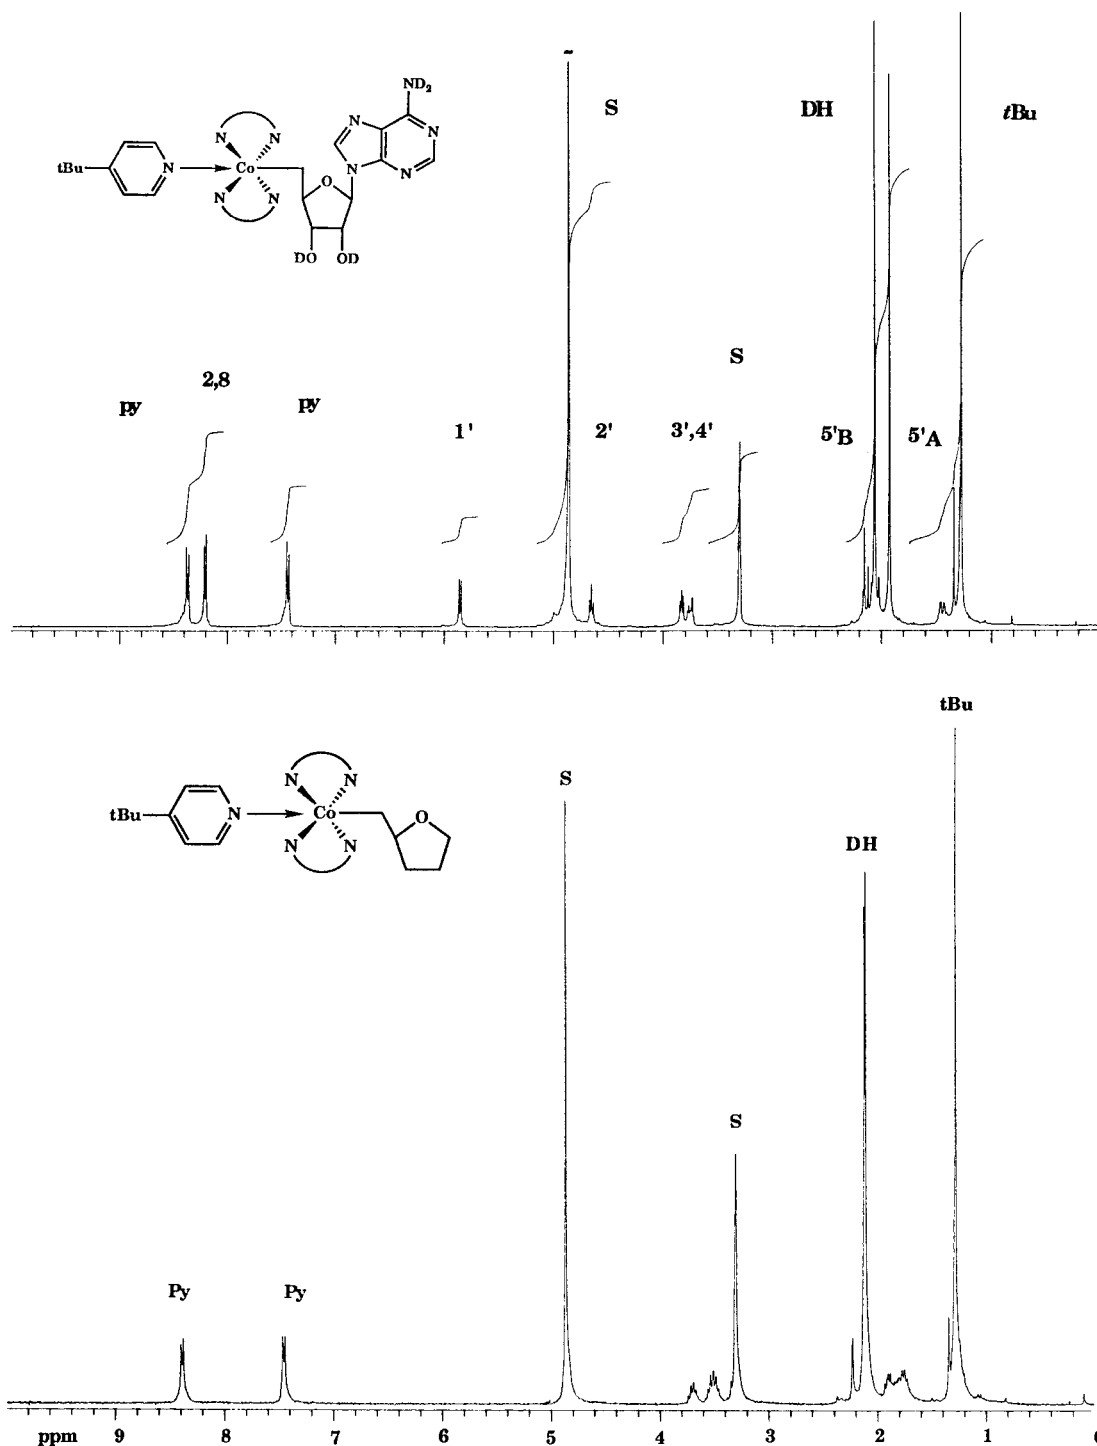 ND₂
N N
N N
N N
tBu N Co
N N
O
DO OD
S DH tBu
S
2,8
py py
1' 2' 3',4' 5'B 5'A
tBu
S
N N
tBu N Co
N N
O
DH
S
Py Py
ppm 9 8 7 6 5 4 3 2 1